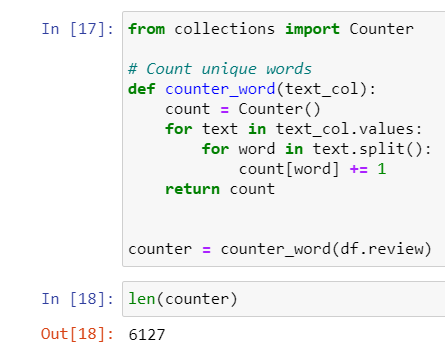 In [17]: from collections import Counter
# Count unique words
def counter_word(text_col):
    count = Counter()
    for text in text_col.values:
        for word in text.split():
            count[word] += 1
    return count
counter = counter_word(df.review)
In [18]: len(counter)
Out[18]: 6127